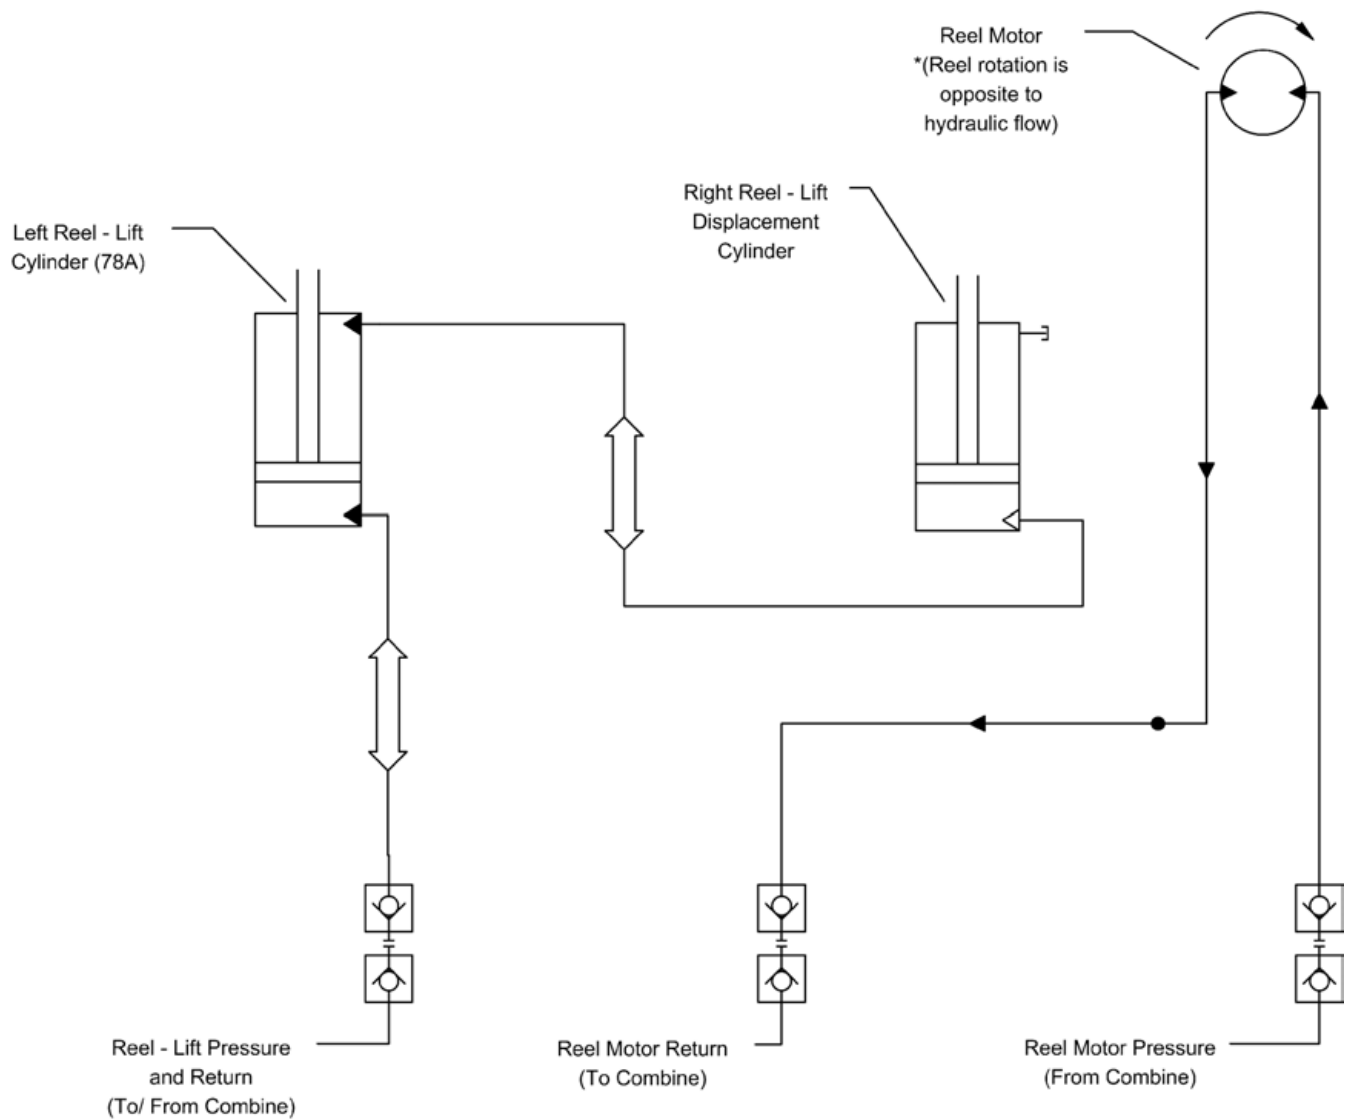 Reel Motor
*(Reel rotation is
opposite to
hydraulic flow)
Right Reel - Lift
Displacement
Cylinder
Left Reel - Lift
Cylinder (78A)
Reel - Lift Pressure
and Return
(To/ From Combine)
Reel Motor Return
(To Combine)
Reel Motor Pressure
(From Combine)